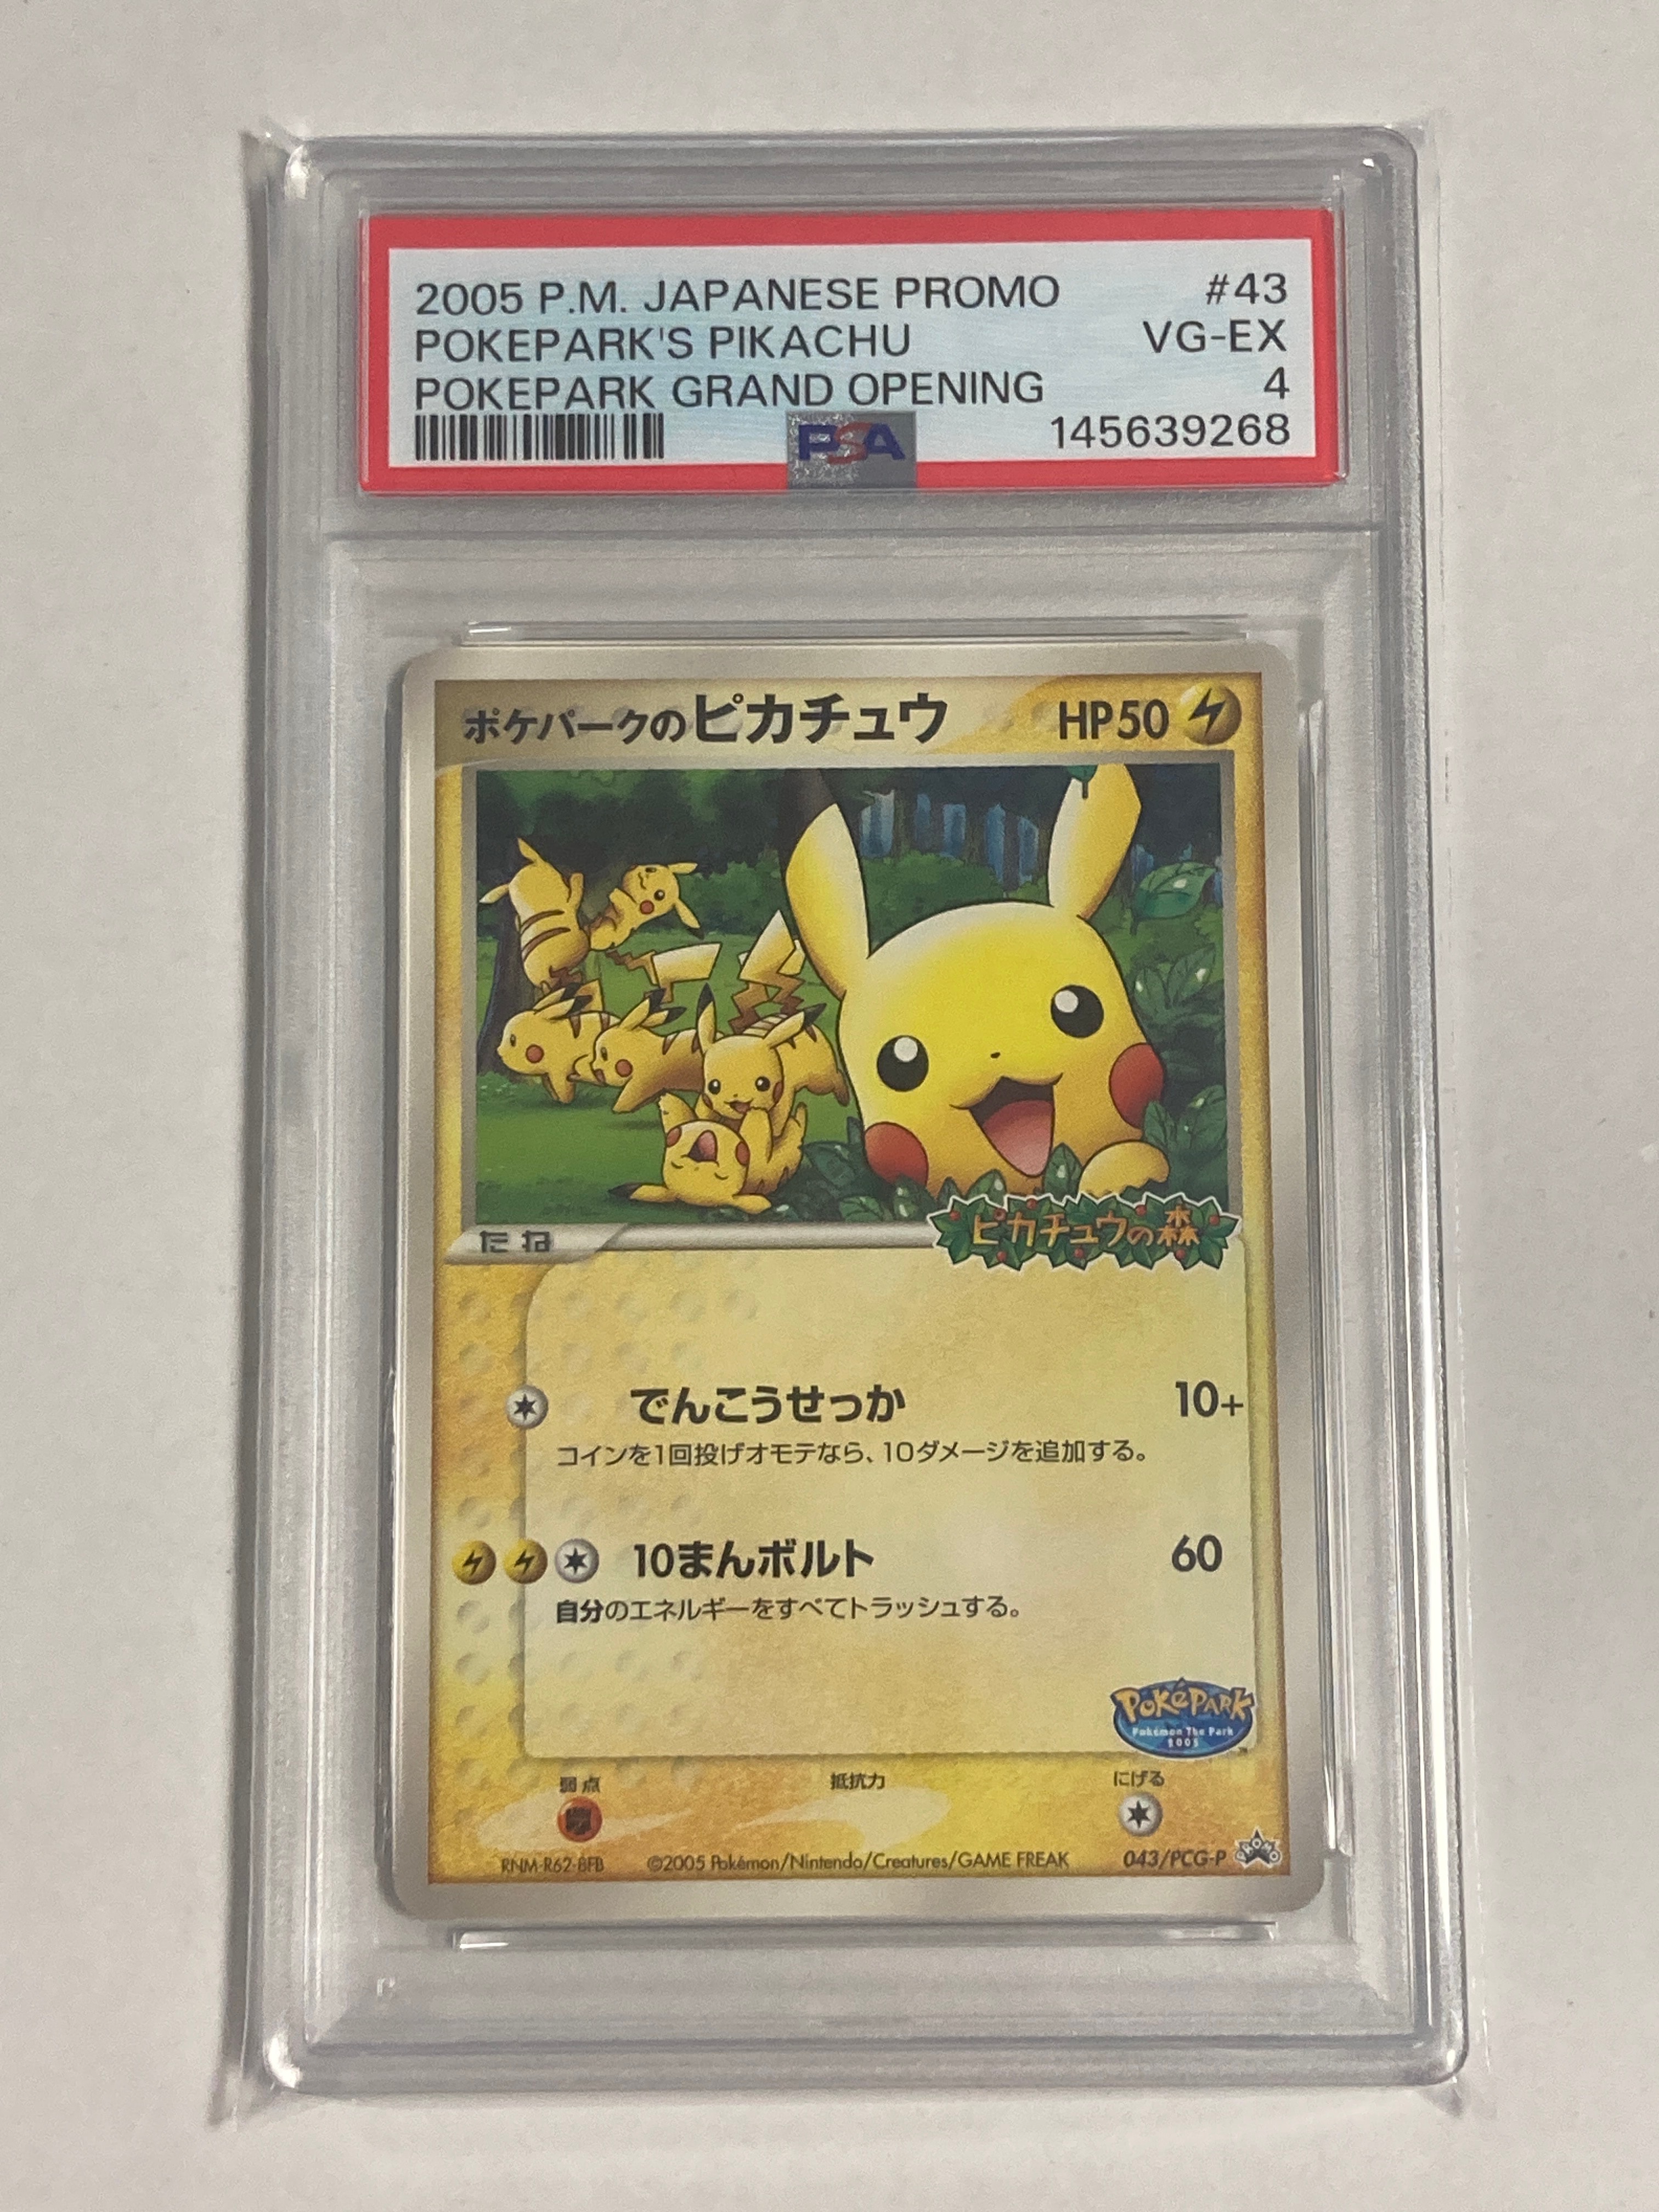 2005 P.M. JAPANESE PROMO #43
POKEPARK'S PIKACHU VG-EX
POKEPARK GRAND OPENING 4
PSA 145639268
ポケパークのピカチュウ HP50
たね
ピカチュウの森
でんこうせっか 10+
コインを1回投げオモテなら、10ダメージを追加する。
10まんボルト 60
自分のエネルギーをすべてトラッシュする。
POKÉPARK
Pokémon The Park
2005
弱点 抵抗力 にげる
RNM-R62-8FB ©2005 Pokémon/Nintendo/Creatures/GAME FREAK 043/PCG-P PROMO